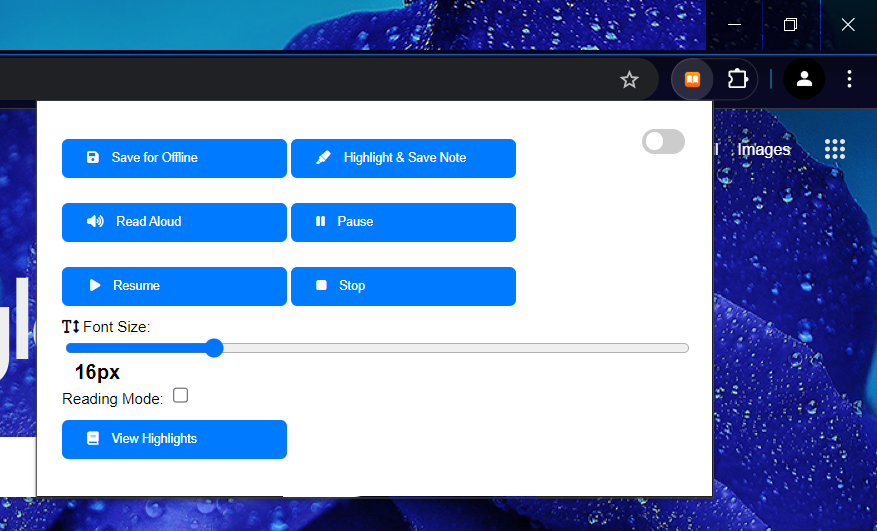 Save for Offline
Highlight & Save Note
Images
Read Aloud
Pause
Resume
Stop
Font Size:
16px
Reading Mode:
View Highlights